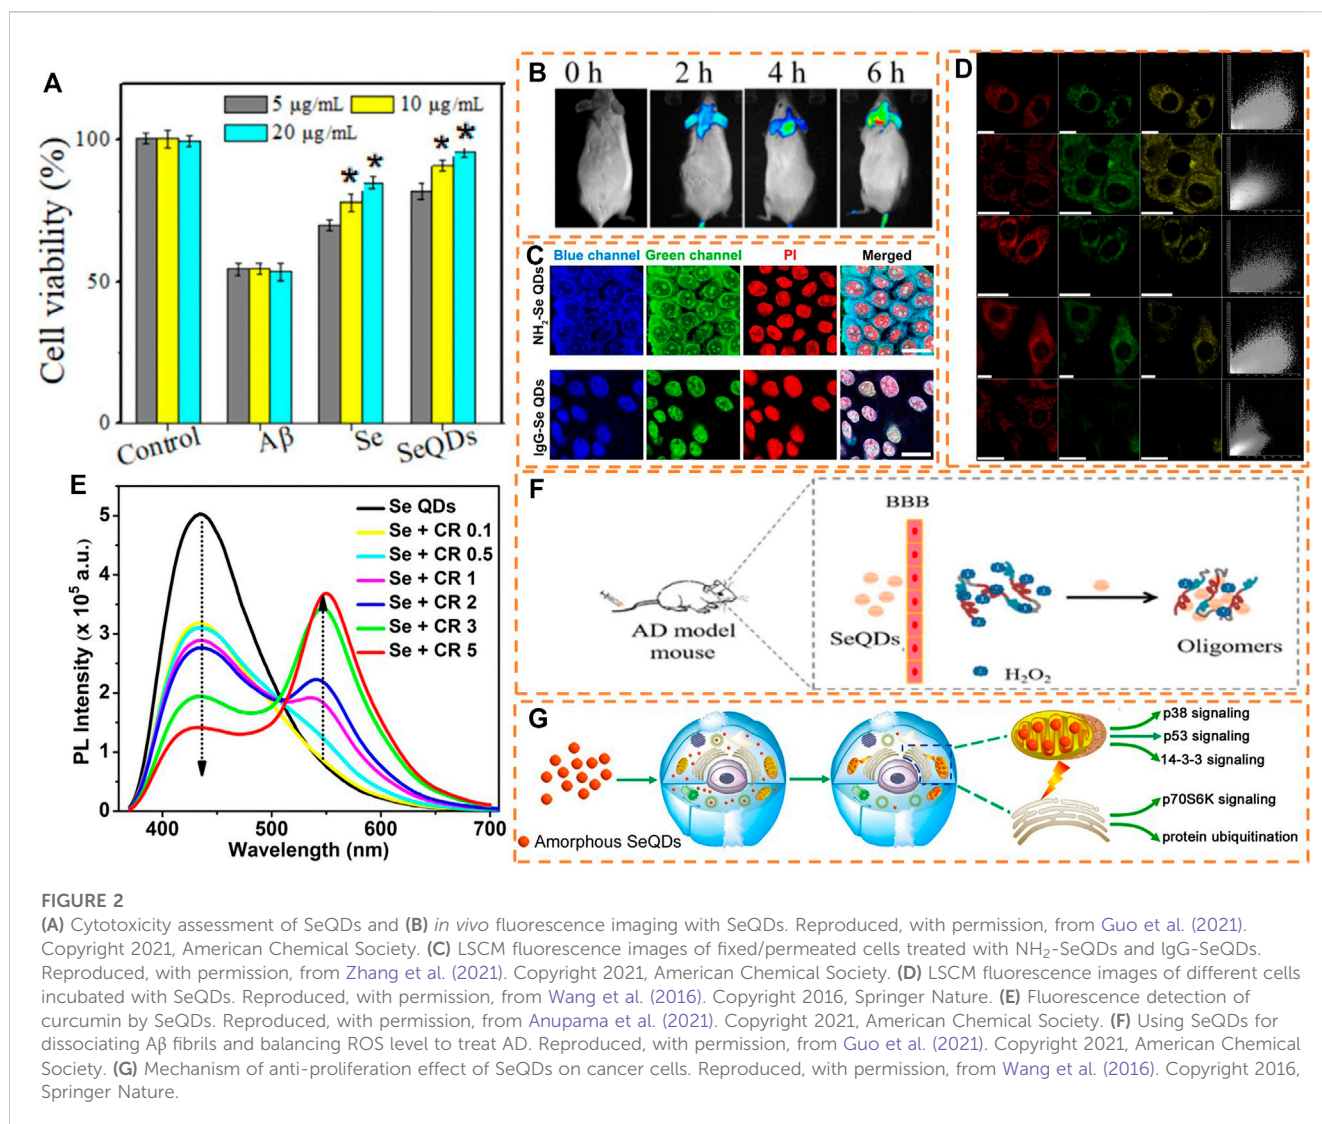 A
5 µg/mL
10 µg/mL
20 µg/mL
Cell viability (%)
100
50
0
* * * *
Control
Aβ
Se
SeQDs
B
0 h
2 h
4 h
6 h
C
Blue channel
Green channel
PI
Merged
NH2-Se QDs
IgG-Se QDs
D
E
PL Intensity (x 10⁵ a.u.)
5
4
3
2
1
0
400
500
600
700
Wavelength (nm)
Se QDs
Se + CR 0.1
Se + CR 0.5
Se + CR 1
Se + CR 2
Se + CR 3
Se + CR 5
F
AD model
mouse
BBB
SeQDs
H₂O₂
Oligomers
G
Amorphous SeQDs
p38 signaling
p53 signaling
14-3-3 signaling
p70S6K signaling
protein ubiquitination
FIGURE 2
(A) Cytotoxicity assessment of SeQDs and (B) in vivo fluorescence imaging with SeQDs. Reproduced, with permission, from Guo et al. (2021).
Copyright 2021, American Chemical Society. (C) LSCM fluorescence images of fixed/permeated cells treated with NH₂-SeQDs and lgG-SeQDs.
Reproduced, with permission, from Zhang et al. (2021). Copyright 2021, American Chemical Society. (D) LSCM fluorescence images of different cells
incubated with SeQDs. Reproduced, with permission, from Wang et al. (2016). Copyright 2016, Springer Nature. (E) Fluorescence detection of
curcumin by SeQDs. Reproduced, with permission, from Anupama et al. (2021). Copyright 2021, American Chemical Society. (F) Using SeQDs for
dissociating Aβ fibrils and balancing ROS level to treat AD. Reproduced, with permission, from Guo et al. (2021). Copyright 2021, American Chemical
Society. (G) Mechanism of anti-proliferation effect of SeQDs on cancer cells. Reproduced, with permission, from Wang et al. (2016). Copyright 2016,
Springer Nature.